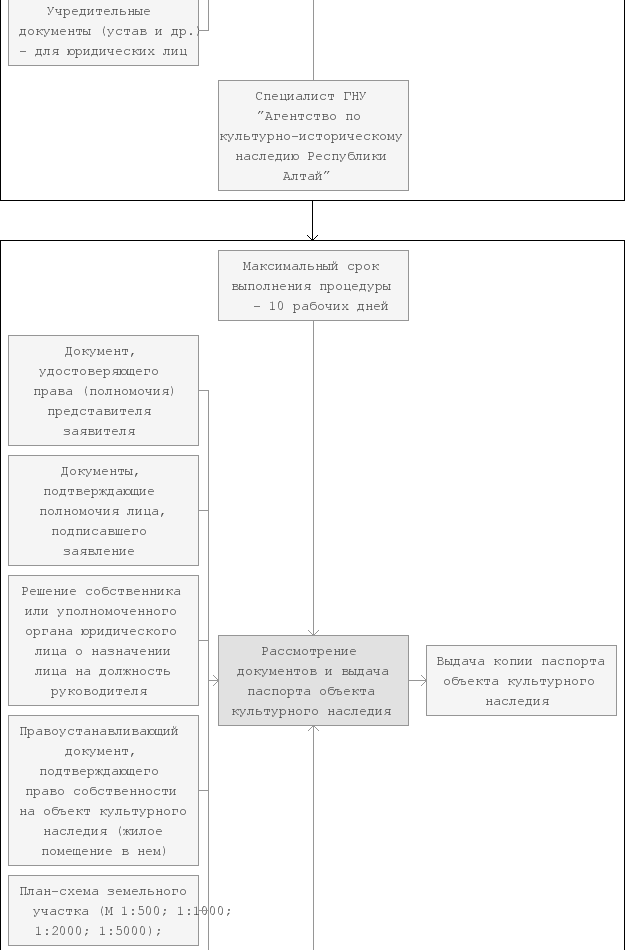 Учредительные
документы (устав и др.)
- для юридических лиц
Специалист ГНУ
"Агентство по
культурно-историческому
наследию Республики
Алтай"
Максимальный срок
выполнения процедуры
- 10 рабочих дней
Документ,
удостоверяющего
права (полномочия)
представителя
заявителя
Документы,
подтверждающие
полномочия лица,
подписавшего
заявление
Решение собственника
или уполномоченного
органа юридического
лица о назначении
лица на должность
руководителя
Рассмотрение
документов и выдача
паспорта объекта
культурного наследия
Выдача копии паспорта
объекта культурного
наследия
Правоустанавливающий
документ,
подтверждающего
право собственности
на объект культурного
наследия (жилое
помещение в нем)
План-схема земельного
участка (М 1:500; 1:1000;
1:2000; 1:5000);